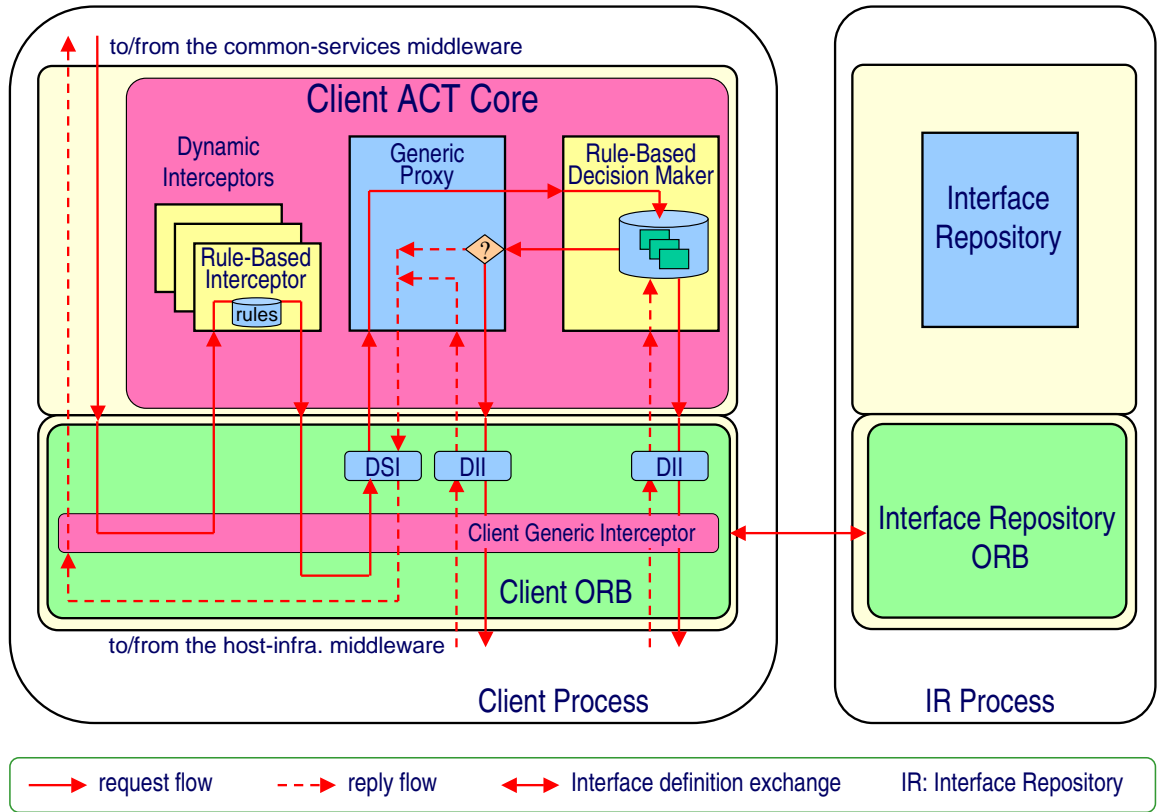 to/from the common-services middleware
Client ACT Core
Dynamic
Interceptors
Rule-Based
Interceptor
rules
Generic
Proxy
?
Rule-Based
Decision Maker
Interface
Repository
DSI
DII
DII
Client Generic Interceptor
Client ORB
Interface Repository
ORB
to/from the host-infra. middleware
Client Process
IR Process
request flow
reply flow
Interface definition exchange
IR: Interface Repository